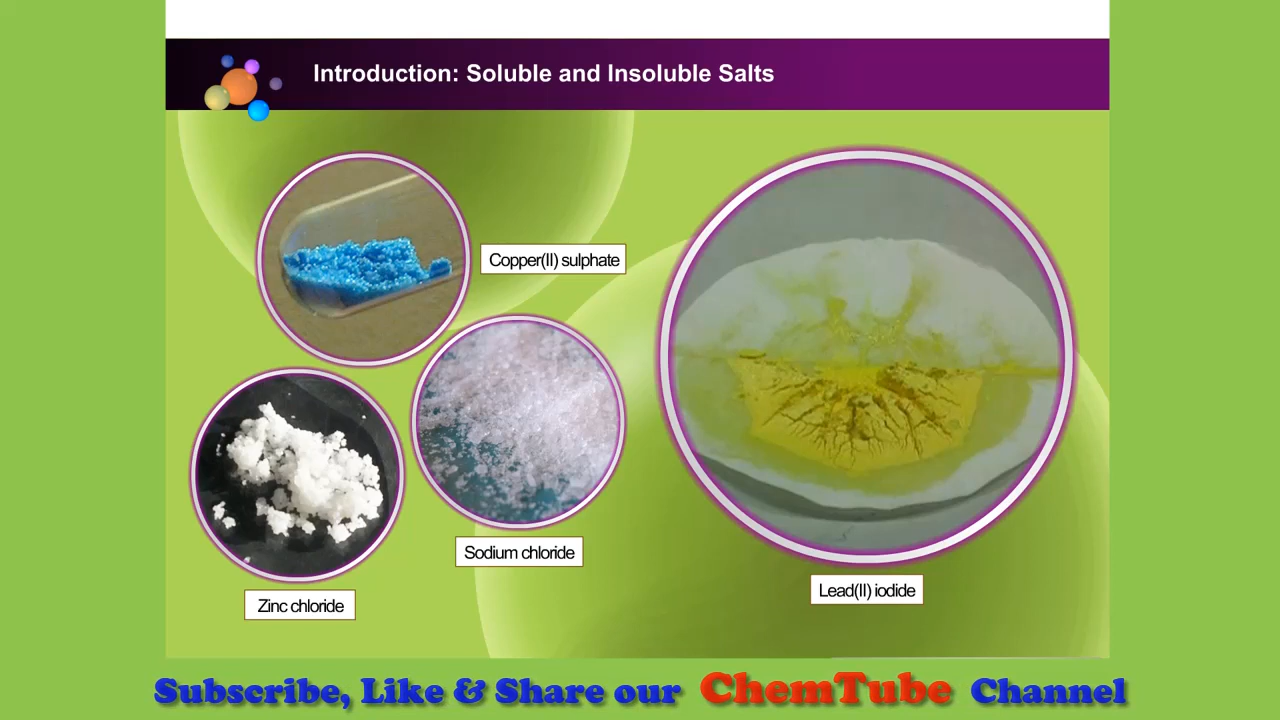 Introduction: Soluble and Insoluble Salts
Copper(II) sulphate
Sodium chloride
Lead(II) iodide
Zinc chloride
Subscribe, Like & Share our ChemTube Channel